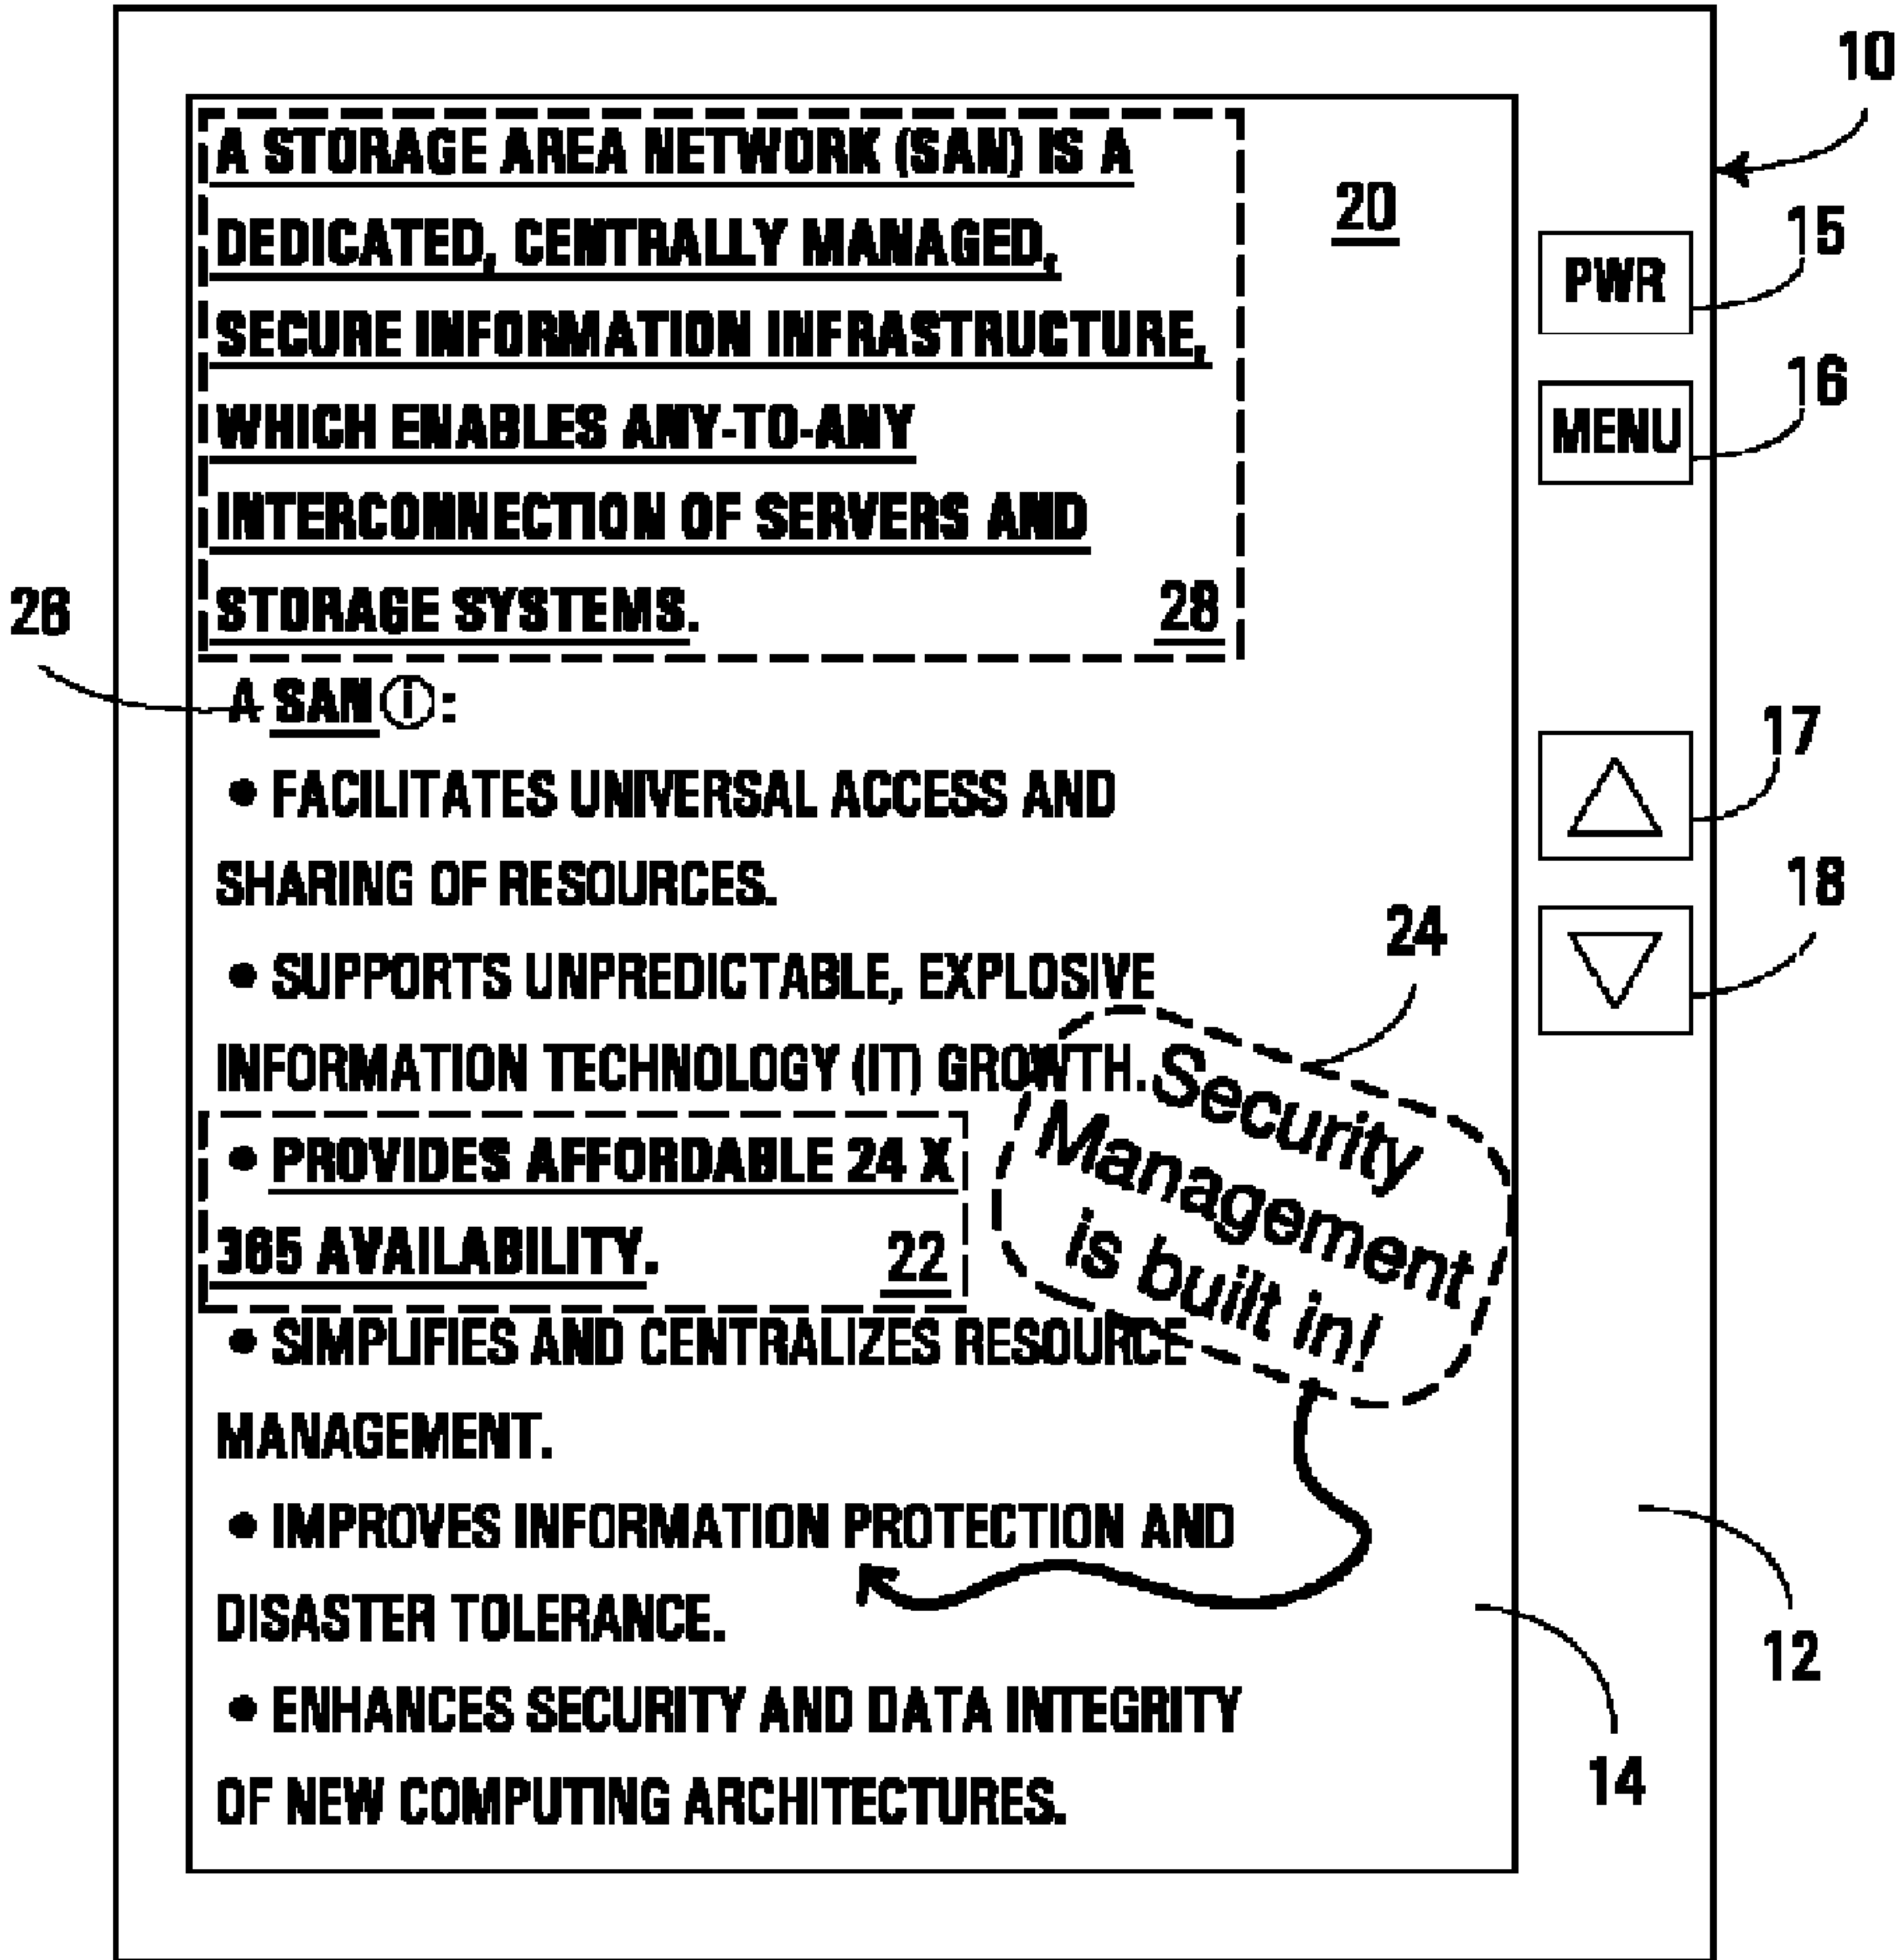 10
A STORAGE AREA NETWORK (SAN) IS A
20
15
DEDICATED, CENTRALLY MANAGED,
PWR
SECURE INFORMATION INFRASTRUCTURE,
16
WHICH ENABLES ANY-TO-ANY
MENU
INTERCONNECTION OF SERVERS AND
STORAGE SYSTEMS.
28
26
A SAN ⓘ:
17
• FACILITATES UNIVERSAL ACCESS AND
SHARING OF RESOURCES.
18
24
• SUPPORTS UNPREDICTABLE, EXPLOSIVE
INFORMATION TECHNOLOGY (IT) GROWTH.
Security
Management
is built in!
• PROVIDES AFFORDABLE 24 X
365 AVAILABILITY.
22
• SIMPLIFIES AND CENTRALIZES RESOURCE
MANAGEMENT.
• IMPROVES INFORMATION PROTECTION AND
DISASTER TOLERANCE.
12
• ENHANCES SECURITY AND DATA INTEGRITY
14
OF NEW COMPUTING ARCHITECTURES.